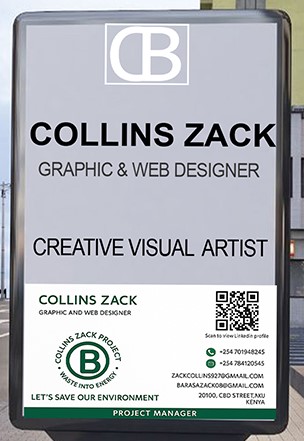 CB
COLLINS ZACK
GRAPHIC & WEB DESIGNER
CREATIVE VISUAL ARTIST
COLLINS ZACK
GRAPHIC AND WEB DESIGNER
COLLINS ZACK PROJECT
B
WASTE INTO ENERGY
LET'S SAVE OUR ENVIRONMENT
Scan to view Linkedin profile
+254 701948245
+254 784120545
ZACKCOLLINS927@GMAAIL.COM
BARASAZACK08@GMAIL.COM
20100, CBD STREET,NKU
KENYA
PROJECT MANAGER